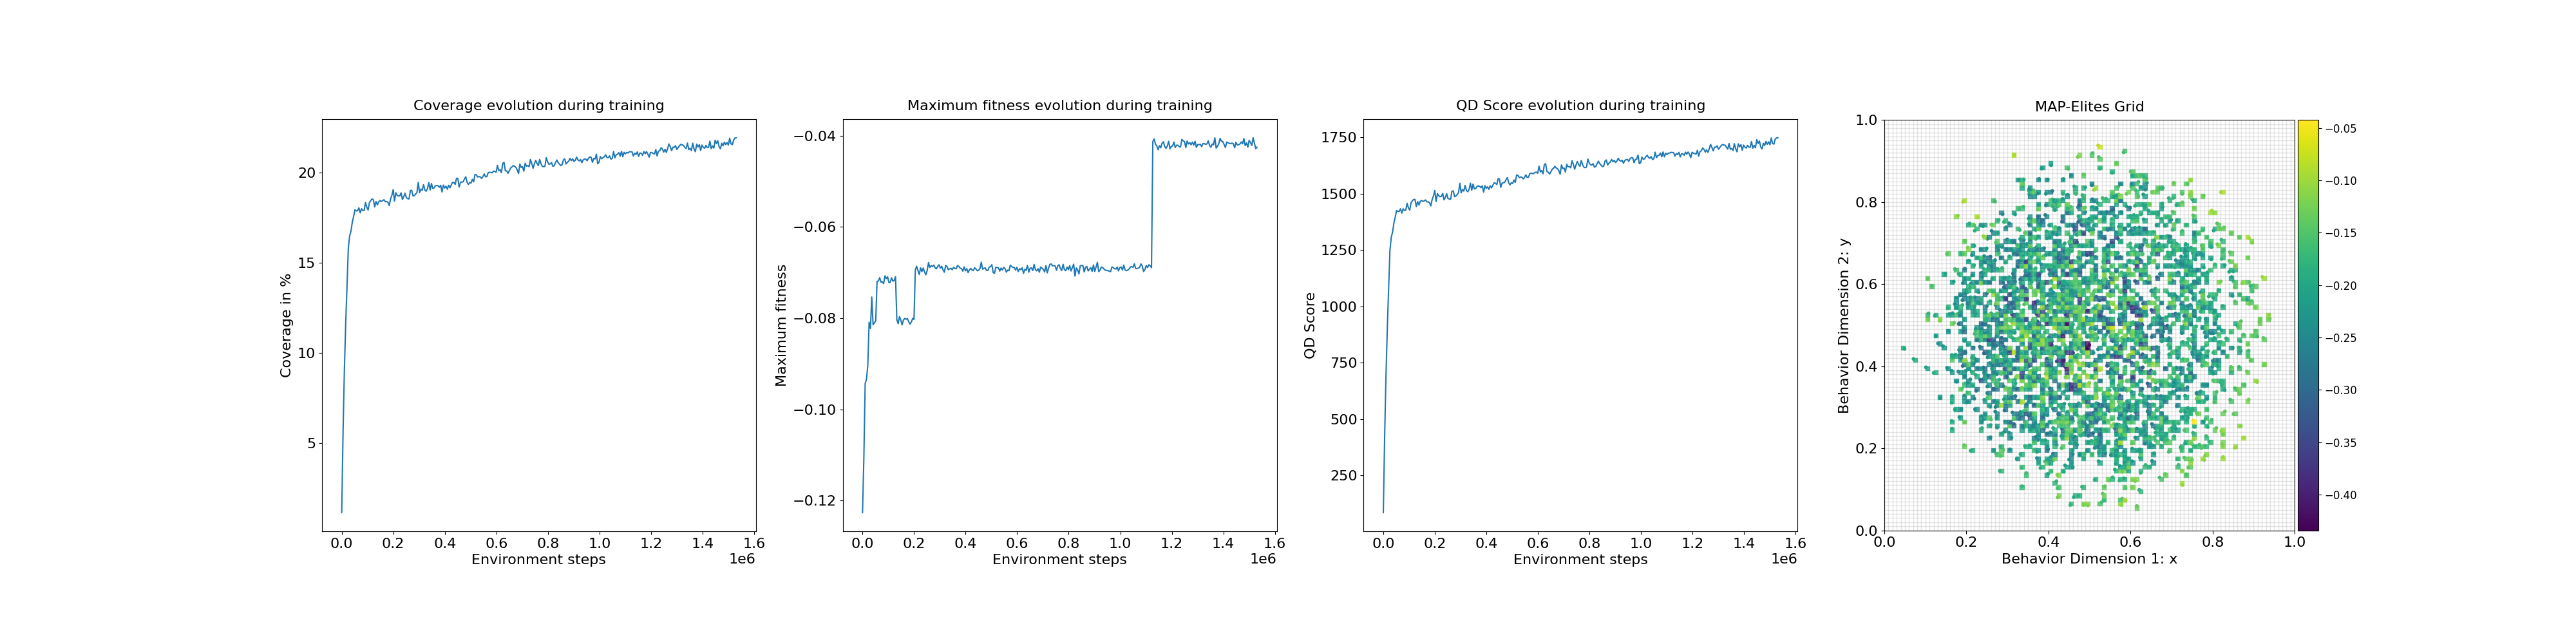 Coverage evolution during training
Coverage in %
20
15
10
5
0.0 0.2 0.4 0.6 0.8 1.0 1.2 1.4 1.6
1e6
Environment steps
Maximum fitness evolution during training
Maximum fitness
−0.04
−0.06
−0.08
−0.10
−0.12
0.0 0.2 0.4 0.6 0.8 1.0 1.2 1.4 1.6
1e6
Environment steps
QD Score evolution during training
QD Score
1750
1500
1250
1000
750
500
250
0.0 0.2 0.4 0.6 0.8 1.0 1.2 1.4 1.6
1e6
Environment steps
MAP-Elites Grid
Behavior Dimension 2: y
1.0
0.8
0.6
0.4
0.2
0.0
0.0 0.2 0.4 0.6 0.8 1.0
Behavior Dimension 1: x
−0.05
−0.10
−0.15
−0.20
−0.25
−0.30
−0.35
−0.40